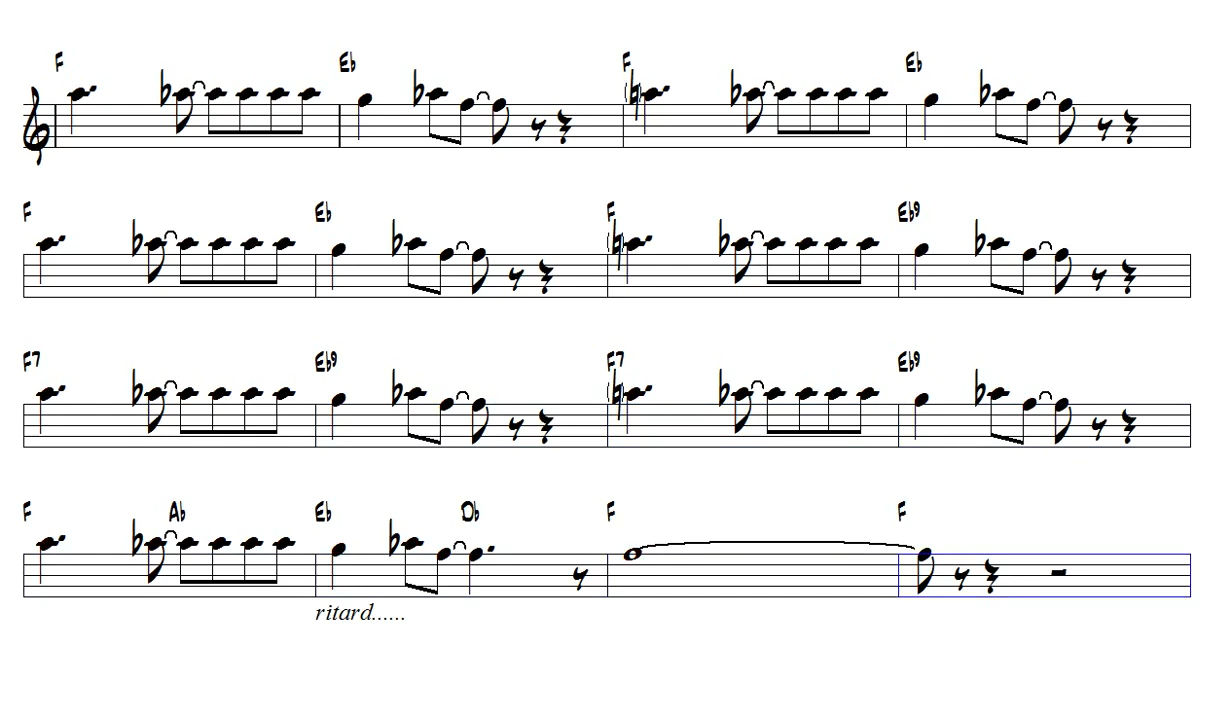 F Eb F Eb
F Eb F Eb9
F7 Eb9 F7 Eb9
F Ab Eb Db F F
ritard......